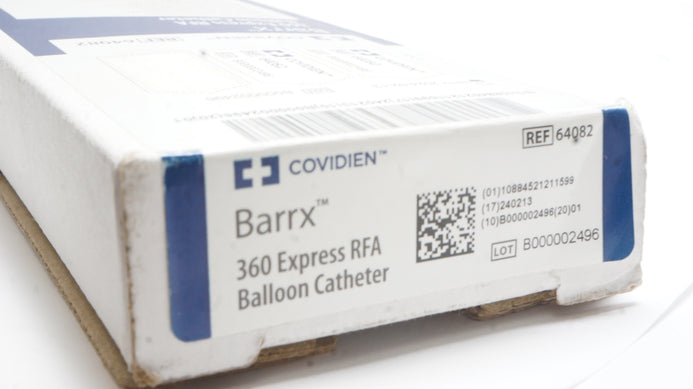 REF 64082
COVIDIEN™
Barrx™
360 Express RFA
Balloon Catheter
(01)10884521211599
(17)240213
(10)B000002496(20)01
LOT B000002496